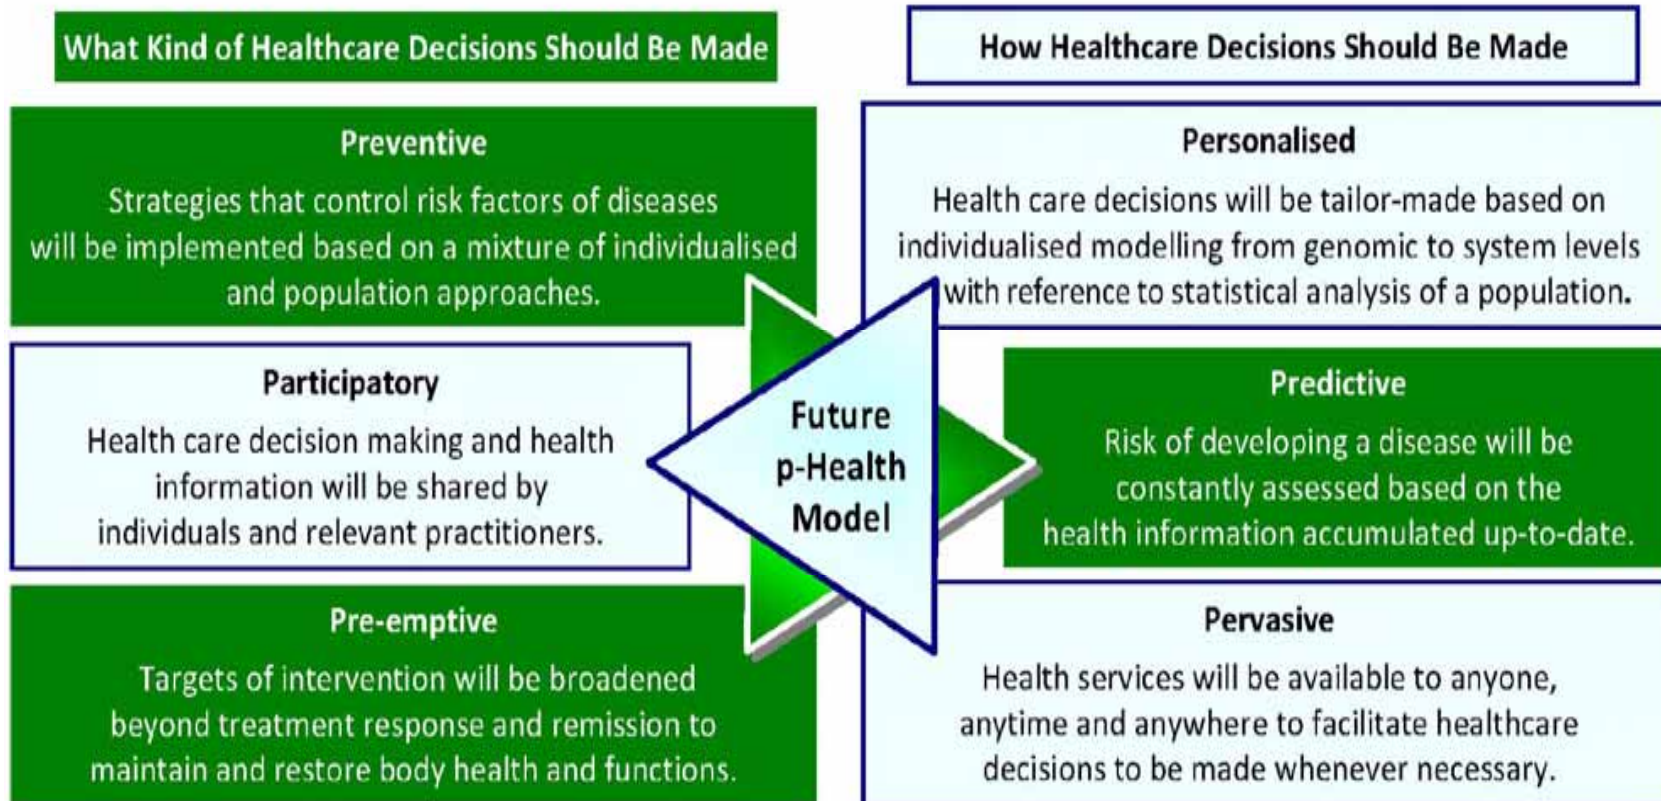 What Kind of Healthcare Decisions Should Be Made
Preventive
Strategies that control risk factors of diseases
will be implemented based on a mixture of individualised
and population approaches.
Participatory
Health care decision making and health
information will be shared by
individuals and relevant practitioners.
Pre-emptive
Targets of intervention will be broadened
beyond treatment response and remission to
maintain and restore body health and functions.
Future
p-Health
Model
How Healthcare Decisions Should Be Made
Personalised
Health care decisions will be tailor-made based on
individualised modelling from genomic to system levels
with reference to statistical analysis of a population.
Predictive
Risk of developing a disease will be
constantly assessed based on the
health information accumulated up-to-date.
Pervasive
Health services will be available to anyone,
anytime and anywhere to facilitate healthcare
decisions to be made whenever necessary.